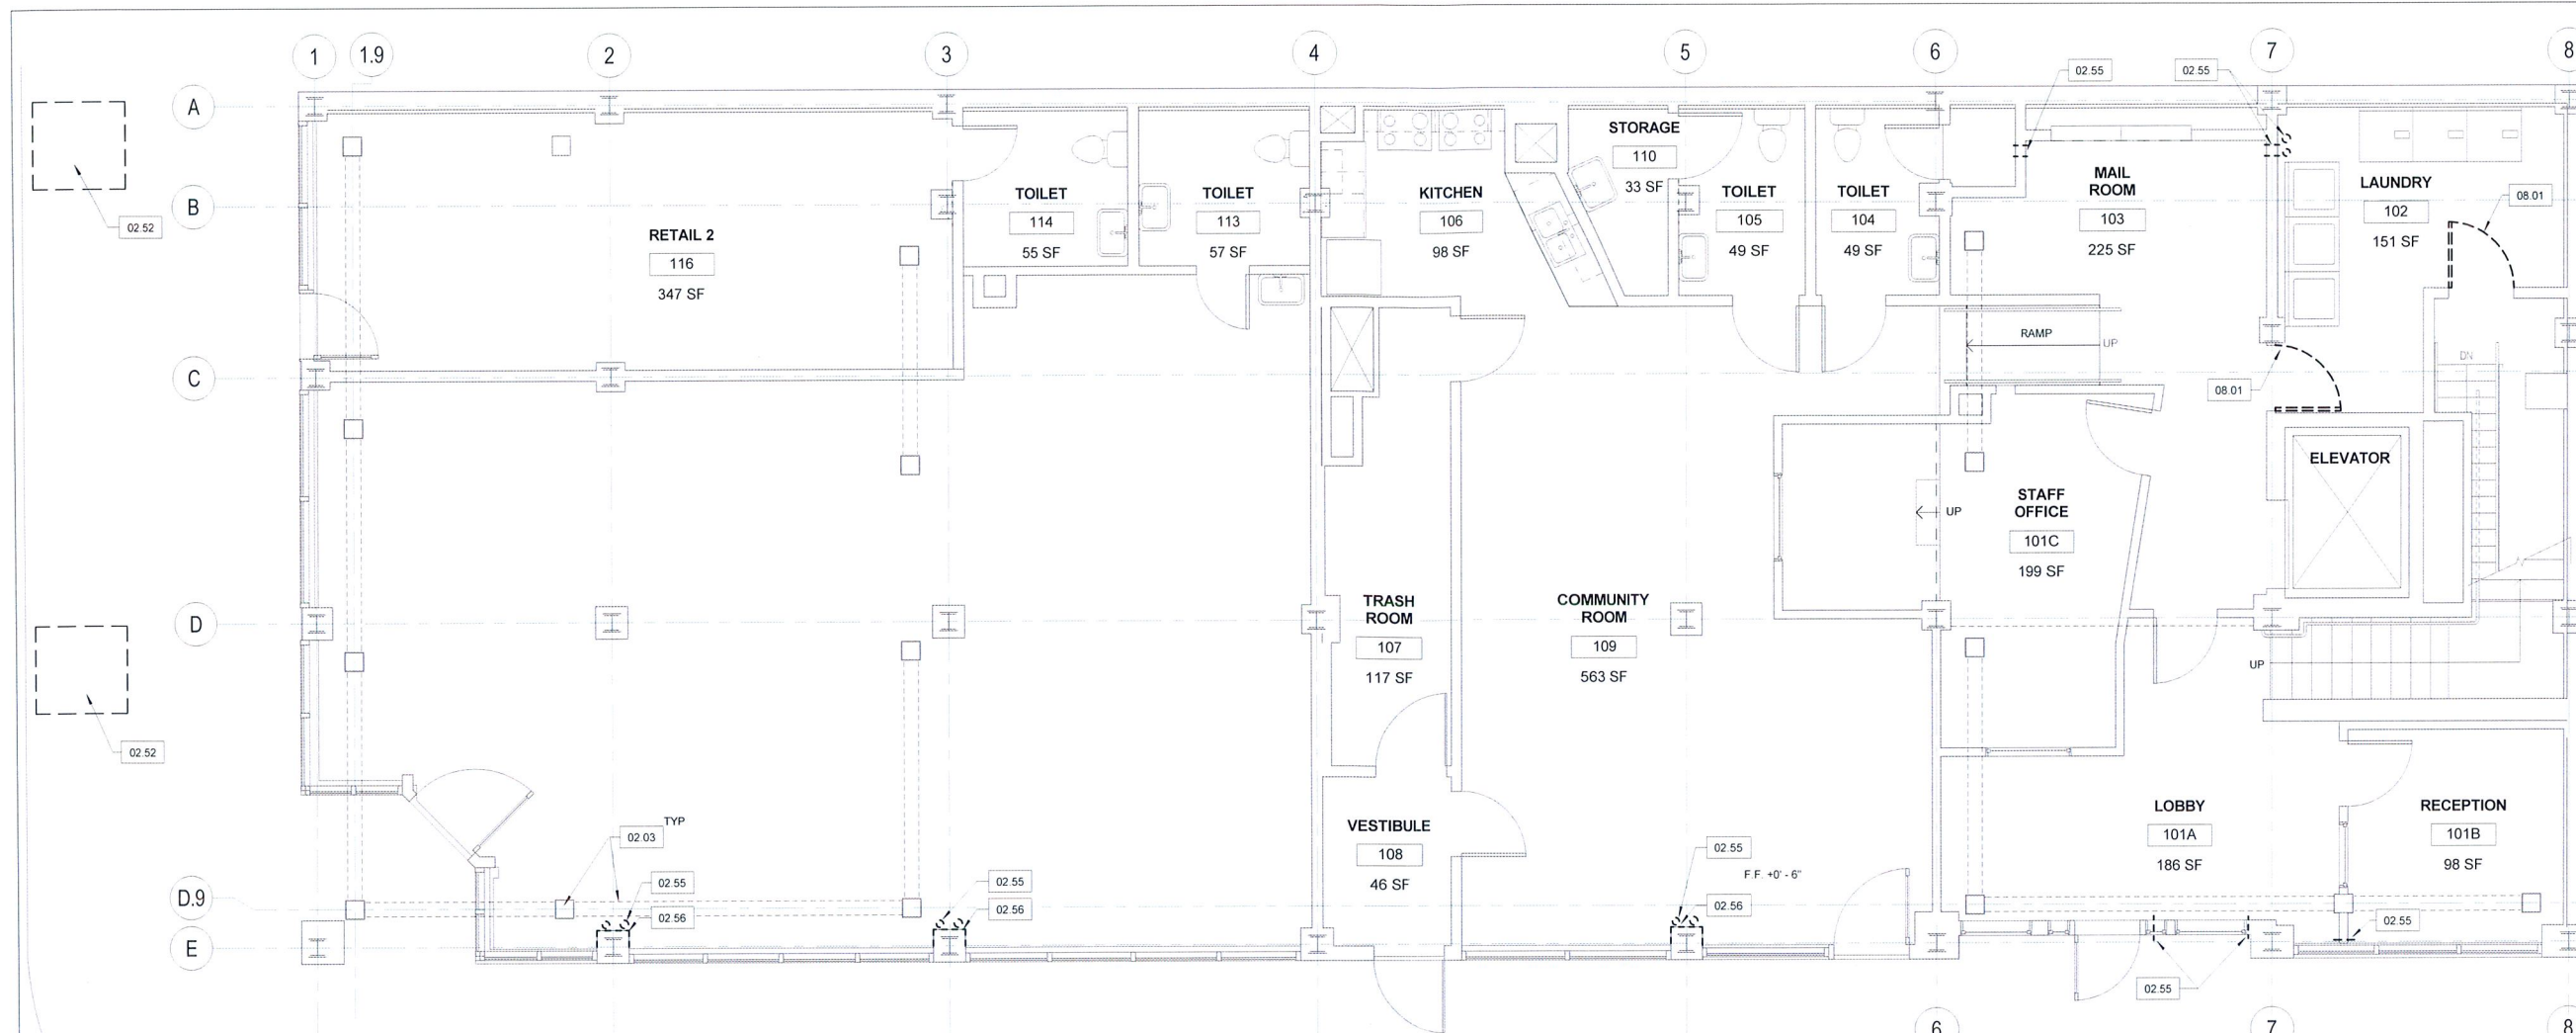 1
1.9
2
3
4
5
6
7
8
02.55
02.55
A
STORAGE
110
33 SF
TOILET
114
55 SF
TOILET
113
57 SF
KITCHEN
106
98 SF
TOILET
105
49 SF
TOILET
104
49 SF
MAIL
ROOM
103
225 SF
LAUNDRY
102
151 SF
08.01
B
02.52
RETAIL 2
116
347 SF
RAMP
UP
DN
C
08.01
ELEVATOR
STAFF
OFFICE
101C
199 SF
UP
D
TRASH
ROOM
107
117 SF
COMMUNITY
ROOM
109
563 SF
UP
02.52
LOBBY
101A
186 SF
RECEPTION
101B
98 SF
TYP
02.03
VESTIBULE
108
46 SF
02.55
F.F. +0' - 6"
D.9
02.55
02.56
02.55
02.56
02.56
02.55
E
02.55
6
7
8